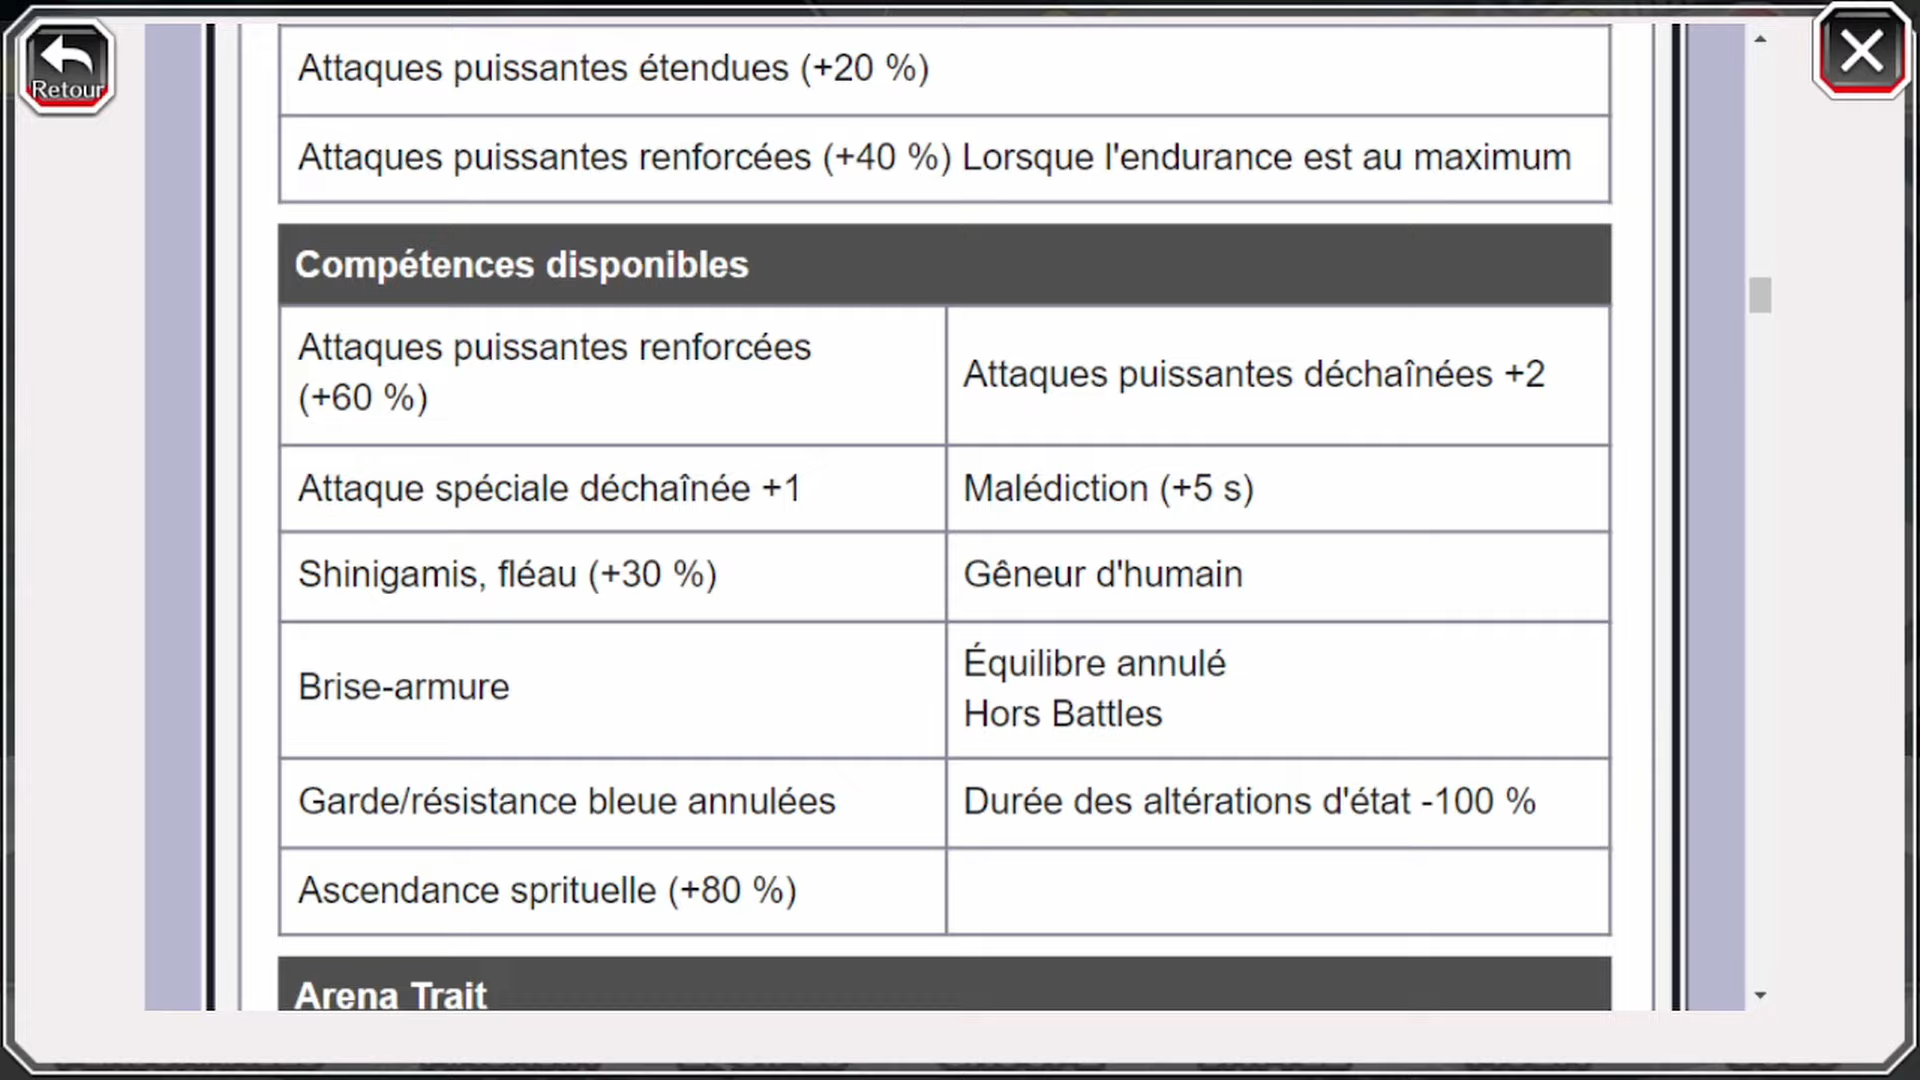 Retour
Attaques puissantes étendues (+20 %)
Attaques puissantes renforcées (+40 %) Lorsque l'endurance est au maximum
Compétences disponibles
Attaques puissantes renforcées
(+60 %)
Attaques puissantes déchaînées +2
Attaque spéciale déchaînée +1
Malédiction (+5 s)
Shinigamis, fléau (+30 %)
Gêneur d'humain
Brise-armure
Équilibre annulé
Hors Battles
Garde/résistance bleue annulées
Durée des altérations d'état -100 %
Ascendance sprituelle (+80 %)
Arena Trait